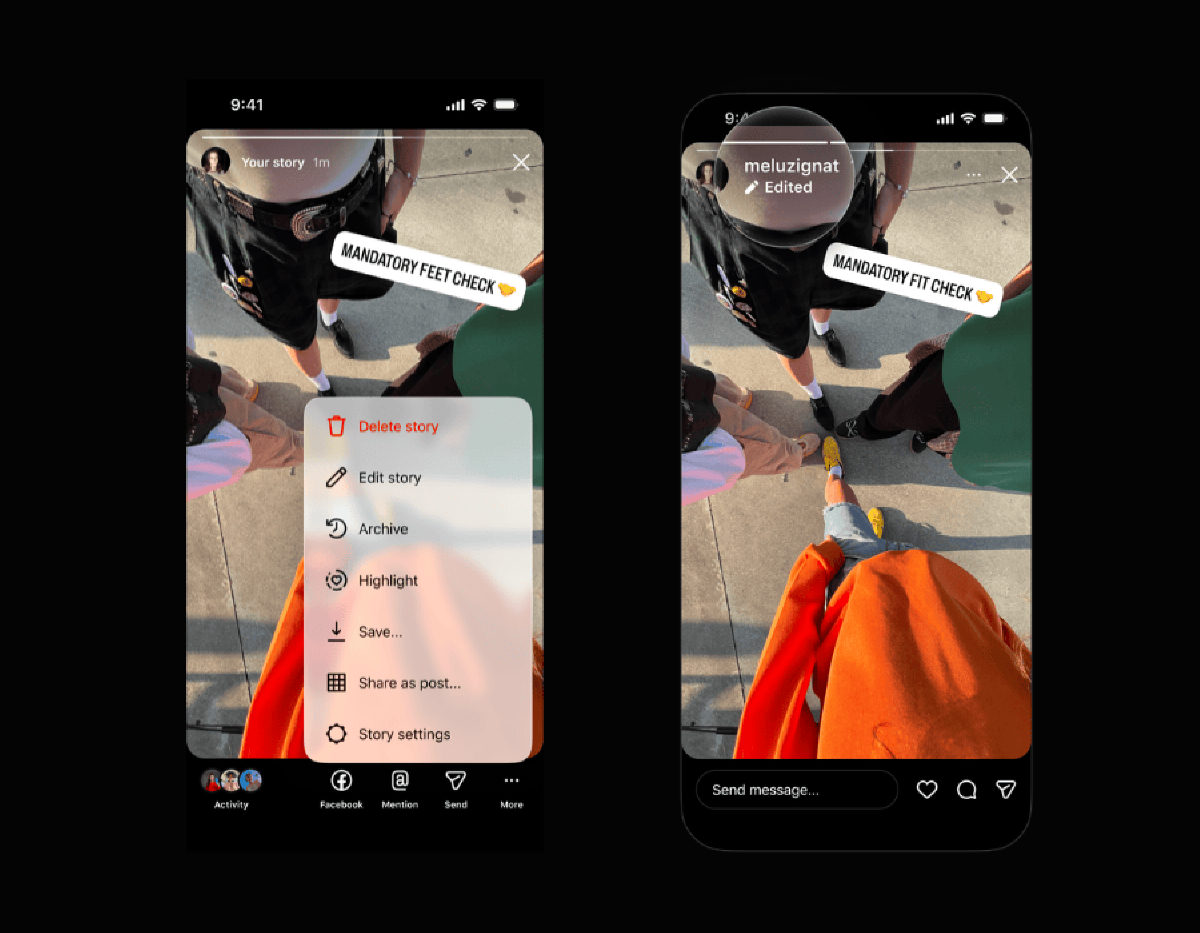 9:41
Your story 1m
MANDATORY FEET CHECK 🤝
Delete story
Edit story
Archive
Highlight
Save...
Share as post...
Story settings
Activity
Facebook
Mention
Send
More
meluzignat
Edited
MANDATORY FIT CHECK 🤝
Send message...